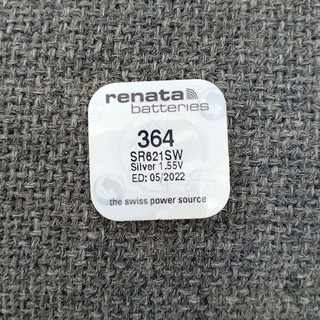 renata
batteries
364
SR621SW
Silver 1.55V
ED: 05/2022
the swiss power source